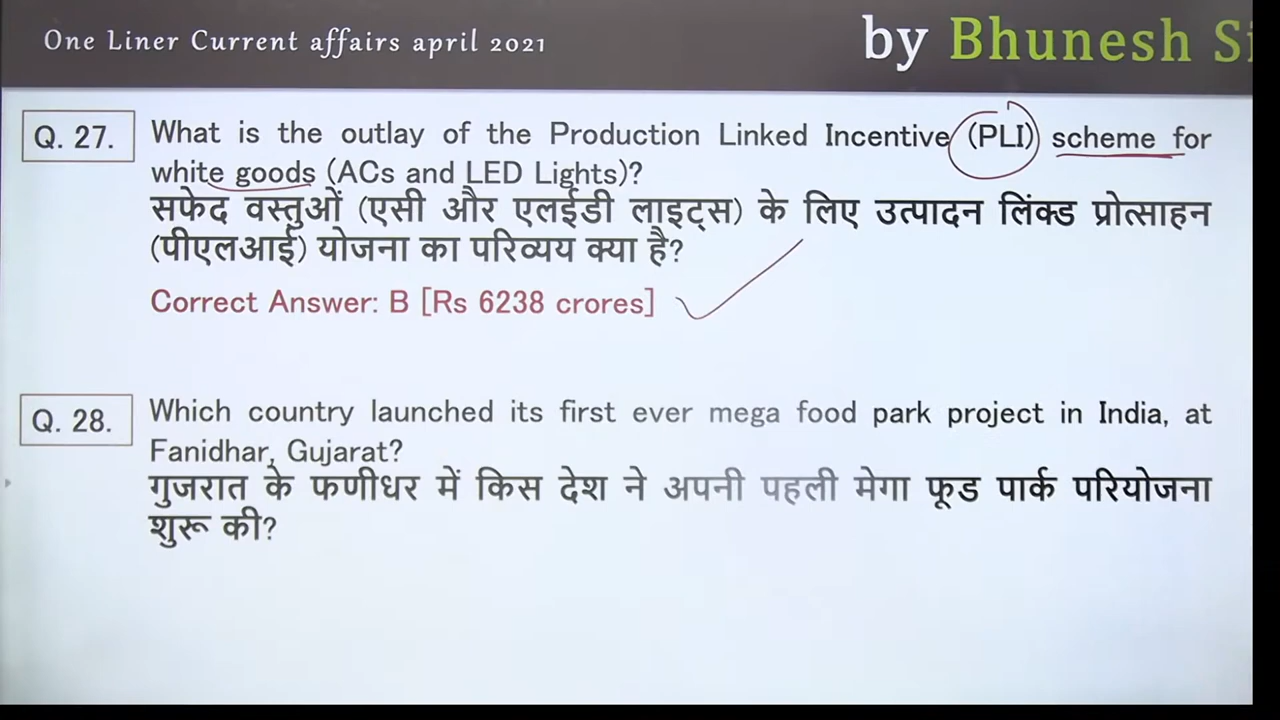 One Liner Current affairs april 2021
by Bhunesh Si
Q. 27.
What is the outlay of the Production Linked Incentive (PLI) scheme for
white goods (ACs and LED Lights)?
सफेद वस्तुओं (एसी और एलईडी लाइट्स) के लिए उत्पादन लिंक्ड प्रोत्साहन
(पीएलआई) योजना का परिव्यय क्या है?
Correct Answer: B [Rs 6238 crores]
Q. 28.
Which country launched its first ever mega food park project in India, at
Fanidhar, Gujarat?
गुजरात के फणीधर में किस देश ने अपनी पहली मेगा फूड पार्क परियोजना
शुरू की?